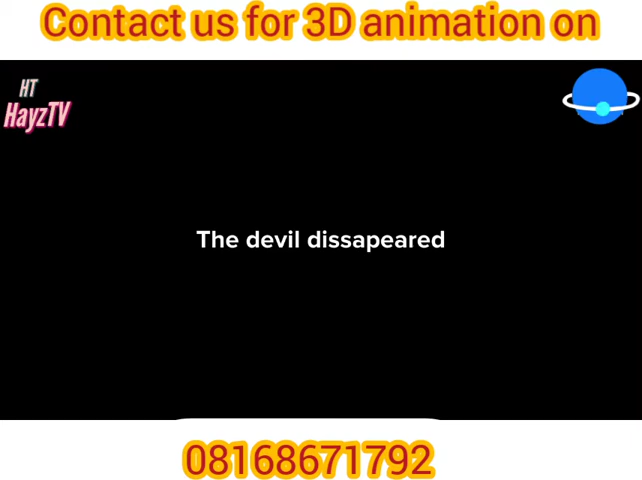 Contact us for 3D animation on
HT
HayzTV
The devil dissapeared
08168671792